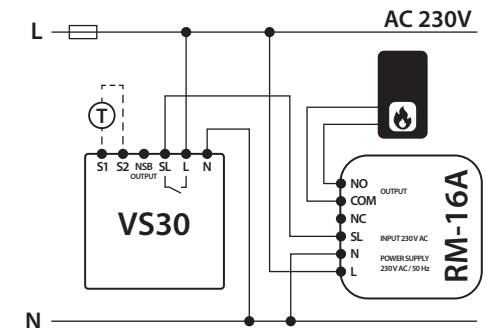 L
AC 230V
T
S1 S2 NSB OUTPUT SL L N
VS30
NO
OUTPUT
COM
NC
SL
INPUT 230V AC
N
POWER SUPPLY
230V AC / 50 Hz
L
RM-16A
N